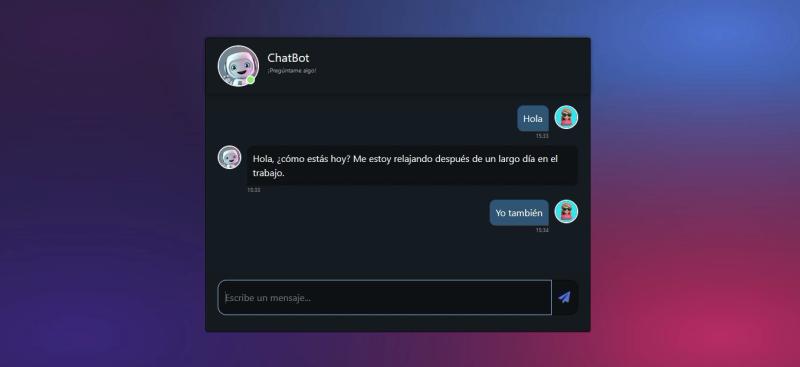 ChatBot
¡Pregúntame algo!
Hola
15:33
Hola, ¿cómo estás hoy? Me estoy relajando después de un largo día en el
trabajo.
15:33
Yo también
15:34
Escribe un mensaje...